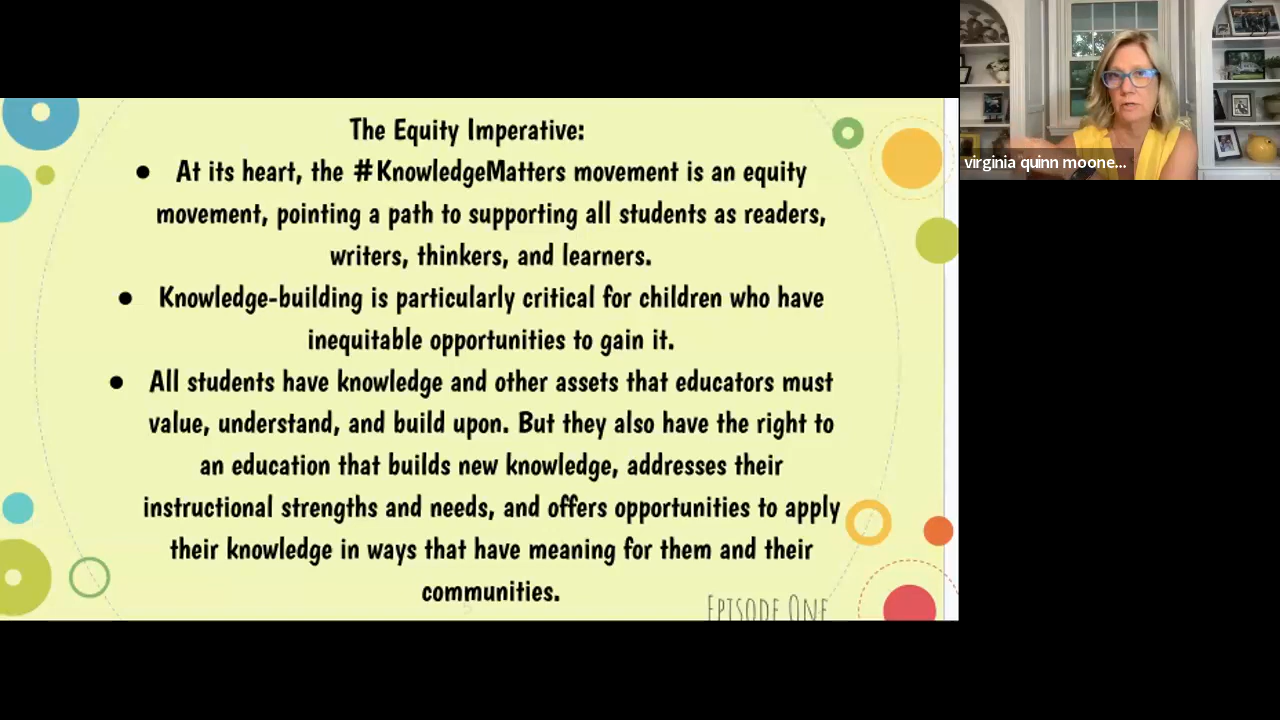 The Equity Imperative:
● At its heart, the #KnowledgeMatters movement is an equity
movement, pointing a path to supporting all students as readers,
writers, thinkers, and learners.
● Knowledge-building is particularly critical for children who have
inequitable opportunities to gain it.
● All students have knowledge and other assets that educators must
value, understand, and build upon. But they also have the right to
an education that builds new knowledge, addresses their
instructional strengths and needs, and offers opportunities to apply
their knowledge in ways that have meaning for them and their
communities.
Episode One
virginia quinn moone...